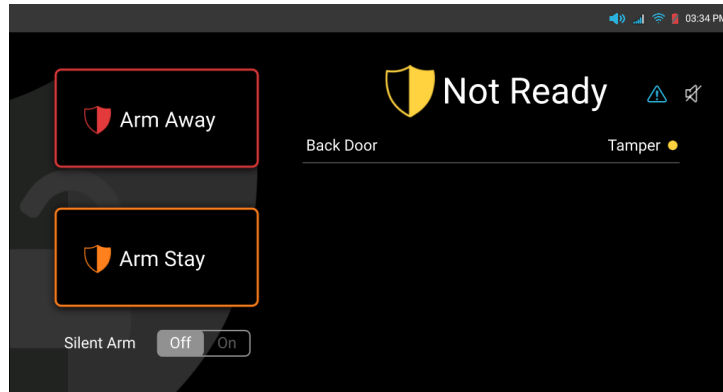 03:34 PM
Not Ready
Arm Away
Back Door Tamper
Arm Stay
Silent Arm Off On